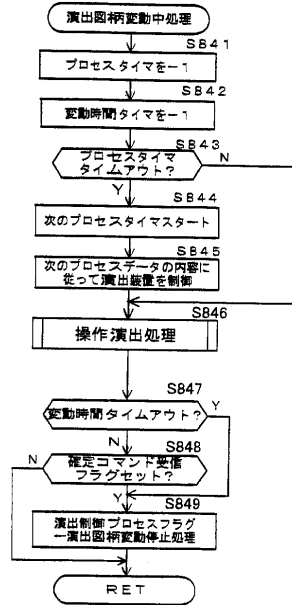 演出図柄変動中処理
S841
プロセスタイマを－1
S842
変動時間タイマを－1
S843
プロセスタイマ
タイムアウト？
N
Y
S844
次のプロセスタイマスタート
S845
次のプロセスデータの内容に
従って演出装置を制御
S846
操作演出処理
S847
変動時間タイムアウト？
Y
N
S848
確定コマンド受信
フラグセット？
N
Y
S849
演出制御プロセスフラグ
←演出図柄変動停止処理
RET